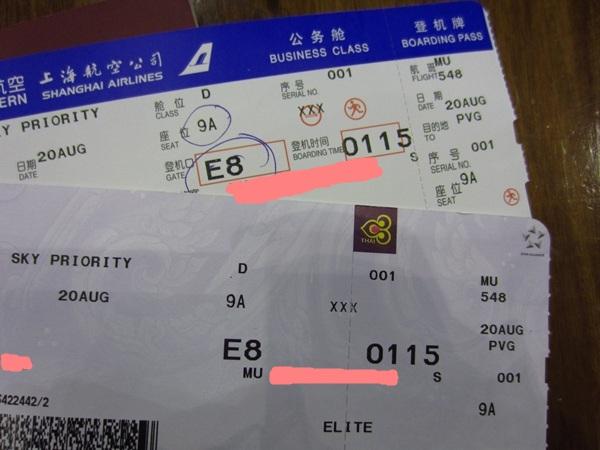 航空 上海航空公司
ERN SHANGHAI AIRLINES
公务舱
BUSINESS CLASS
登机牌
BOARDING PASS
Y PRIORITY
舱位 D
CLASS
序号 001
SERIAL NO.
XXX
航班 MU
FLIGHT 548
日期 20AUG
DATE
座位 9A
SEAT
登机口 E8
GATE
登机时间 0115
BOARDING TIME
S
日期 20AUG
DATE
目的地 PVG
TO
序号 001
SERIAL NO.
座位 9A
SEAT
THAI
SKY PRIORITY
D
001
MU
548
20AUG
9A
XXX
20AUG
PVG
E8
0115
MU
S
001
5422442/2
9A
ELITE